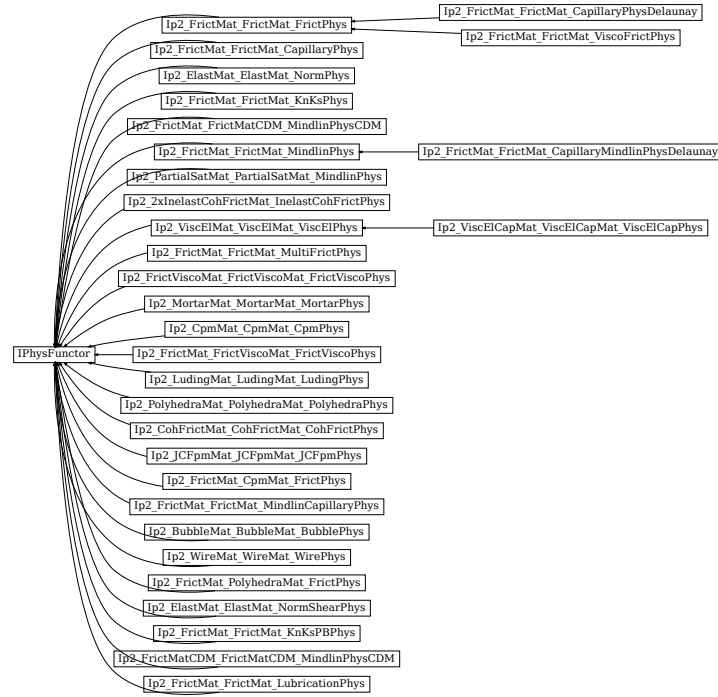 Ip2_FrictMat_FrictMat_CapillaryPhysDelaunay
Ip2_FrictMat_FrictMat_FrictPhys
Ip2_FrictMat_FrictMat_ViscoFrictPhys
Ip2_FrictMat_FrictMat_CapillaryPhys
Ip2_ElastMat_ElastMat_NormPhys
Ip2_FrictMat_FrictMat_KnKsPhys
Ip2_FrictMat_FrictMatCDM_MindlinPhysCDM
Ip2_FrictMat_FrictMat_MindlinPhys
Ip2_FrictMat_FrictMat_CapillaryMindlinPhysDelaunay
Ip2_PartialSatMat_PartialSatMat_MindlinPhys
Ip2_2xInelastCohFrictMat_InelastCohFrictPhys
Ip2_ViscElMat_ViscElMat_ViscElPhys
Ip2_ViscElCapMat_ViscElCapMat_ViscElCapPhys
Ip2_FrictMat_FrictMat_MultiFrictPhys
Ip2_FrictViscoMat_FrictViscoMat_FrictViscoPhys
Ip2_MortarMat_MortarMat_MortarPhys
Ip2_CpmMat_CpmMat_CpmPhys
IPhysFunctor
Ip2_FrictMat_FrictViscoMat_FrictViscoPhys
Ip2_LudingMat_LudingMat_LudingPhys
Ip2_PolyhedraMat_PolyhedraMat_PolyhedraPhys
Ip2_CohFrictMat_CohFrictMat_CohFrictPhys
Ip2_JCFpmMat_JCFpmMat_JCFpmPhys
Ip2_FrictMat_CpmMat_FrictPhys
Ip2_FrictMat_FrictMat_MindlinCapillaryPhys
Ip2_BubbleMat_BubbleMat_BubblePhys
Ip2_WireMat_WireMat_WirePhys
Ip2_FrictMat_PolyhedraMat_FrictPhys
Ip2_ElastMat_ElastMat_NormShearPhys
Ip2_FrictMat_FrictMat_KnKsPBPhys
Ip2_FrictMatCDM_FrictMatCDM_MindlinPhysCDM
Ip2_FrictMat_FrictMat_LubricationPhys